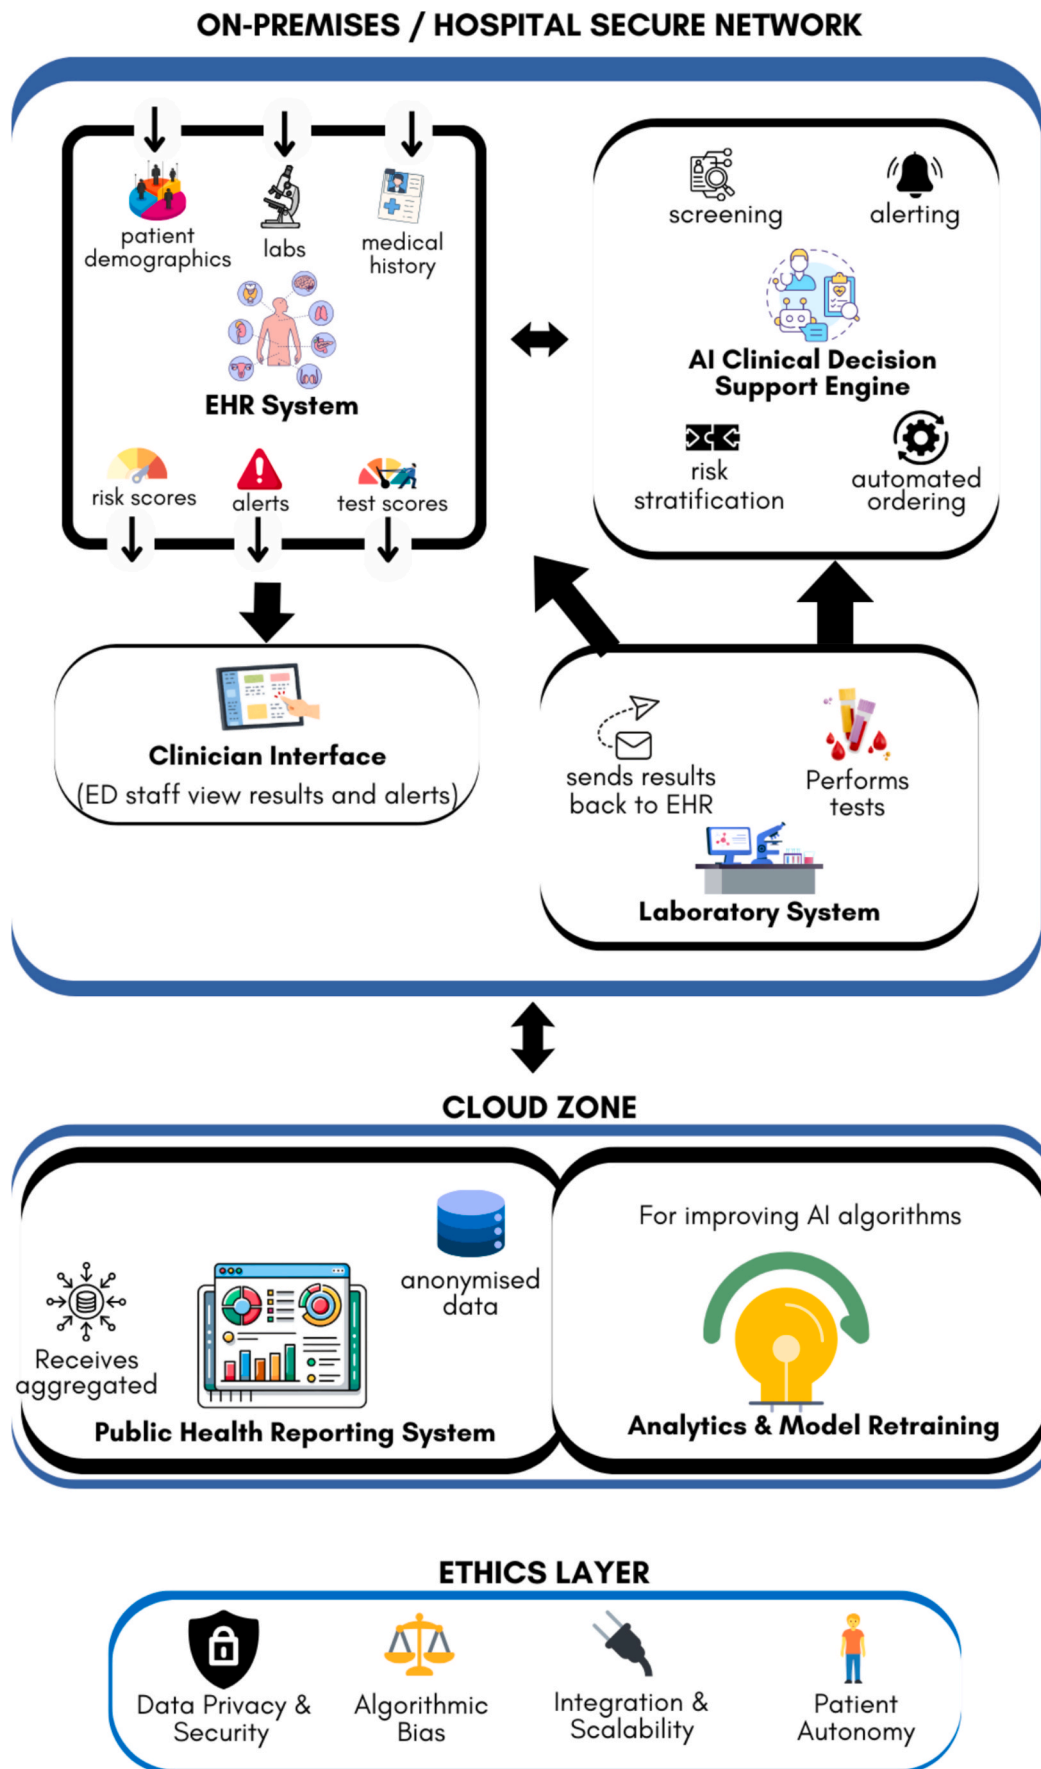 ON-PREMISES / HOSPITAL SECURE NETWORK
patient
demographics
labs
medical
history
EHR System
risk scores
alerts
test scores
screening
alerting
AI Clinical Decision
Support Engine
risk
stratification
automated
ordering
Clinician Interface
(ED staff view results and alerts)
sends results
back to EHR
Performs
tests
Laboratory System
CLOUD ZONE
Receives
aggregated
anonymised
data
Public Health Reporting System
For improving AI algorithms
Analytics & Model Retraining
ETHICS LAYER
Data Privacy &
Security
Algorithmic
Bias
Integration &
Scalability
Patient
Autonomy